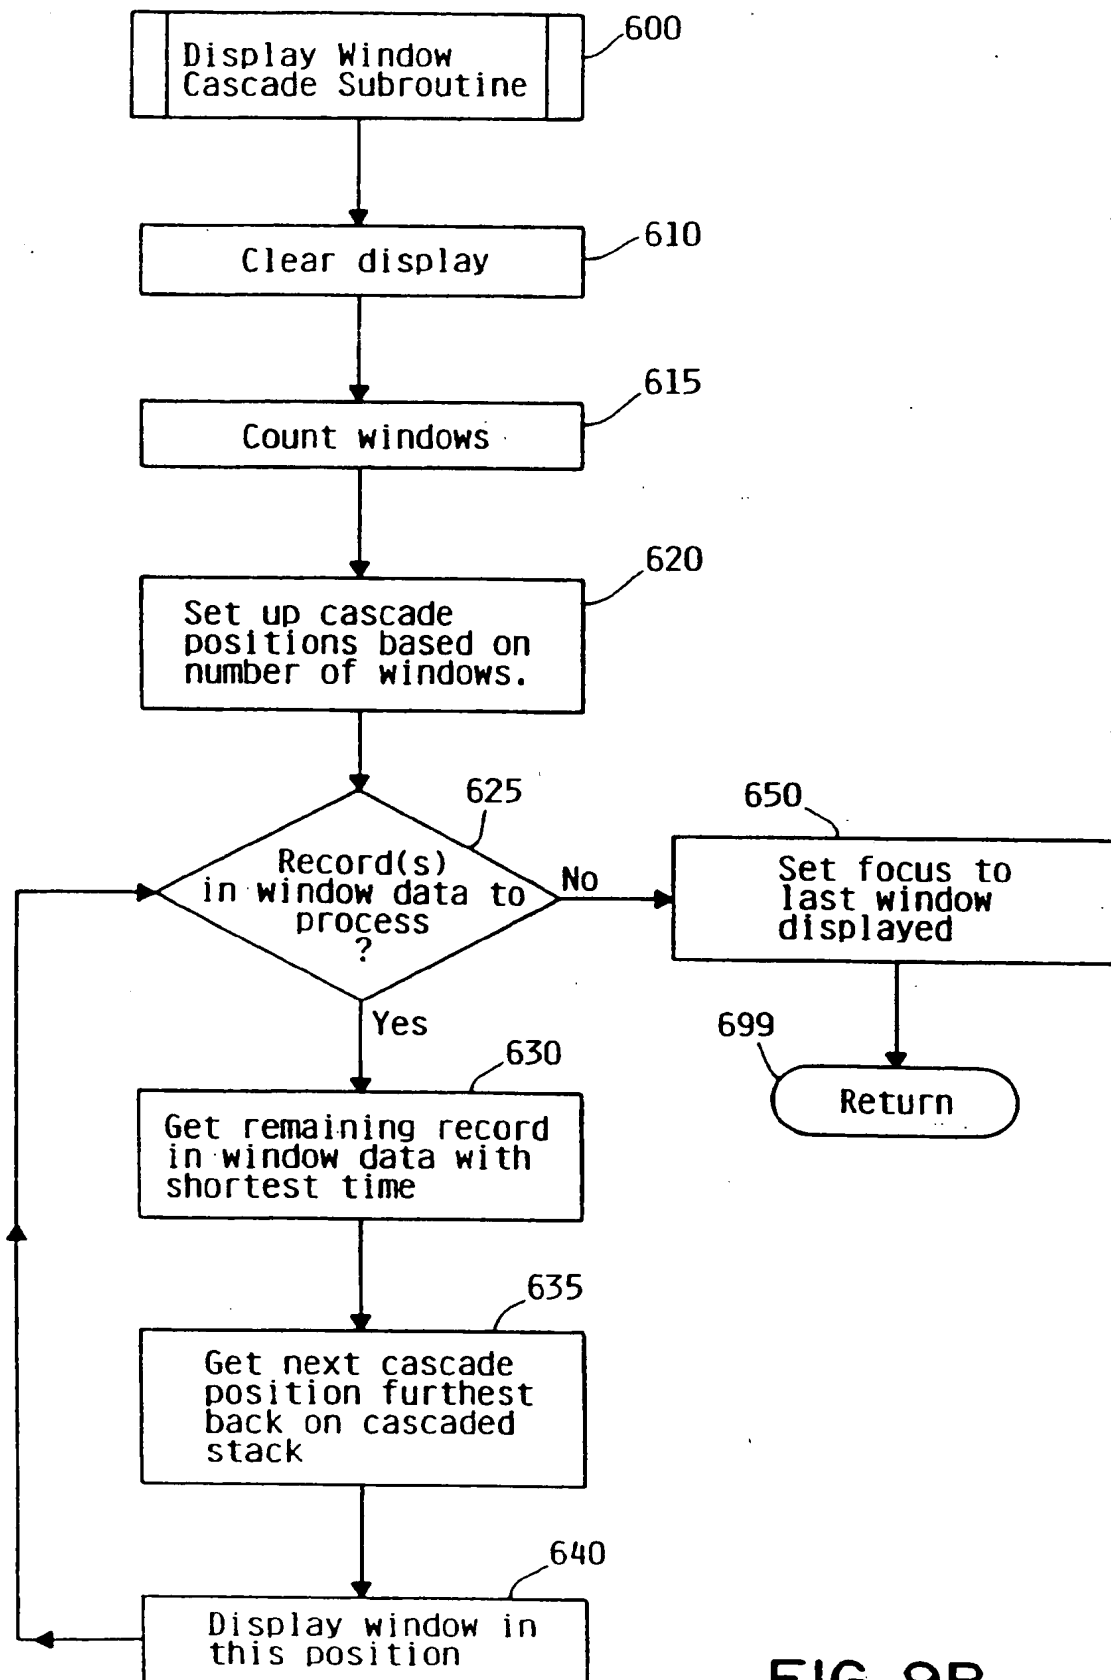 600
Display Window
Cascade Subroutine
610
Clear display
615
Count windows
620
Set up cascade
positions based on
number of windows.
625
Record(s)
in window data to
process
?
No
Yes
650
Set focus to
last window
displayed
699
Return
630
Get remaining record
in window data with
shortest time
635
Get next cascade
position furthest
back on cascaded
stack
640
Display window in
this position
FIG. 9B